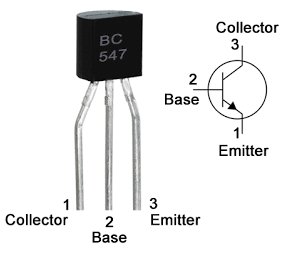 BC
547
Collector
3
2
Base
1
Emitter
1 3
Collector 2 Emitter
Base